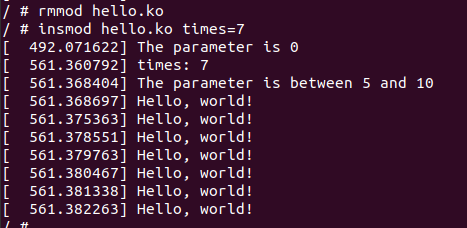 / # rmmod hello.ko
/ # insmod hello.ko times=7
[  492.071622] The parameter is 0
[  561.360792] times: 7
[  561.368404] The parameter is between 5 and 10
[  561.368697] Hello, world!
[  561.375363] Hello, world!
[  561.378551] Hello, world!
[  561.379763] Hello, world!
[  561.380467] Hello, world!
[  561.381338] Hello, world!
[  561.382263] Hello, world!
/ #